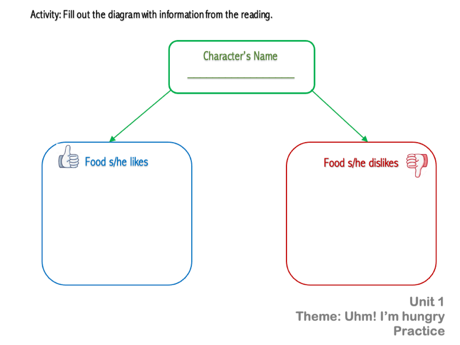 Activity: Fill out the diagram with information from the reading.
Character's Name
Food s/he likes
Food s/he dislikes
Unit 1
Theme: Uhm! I'm hungry
Practice